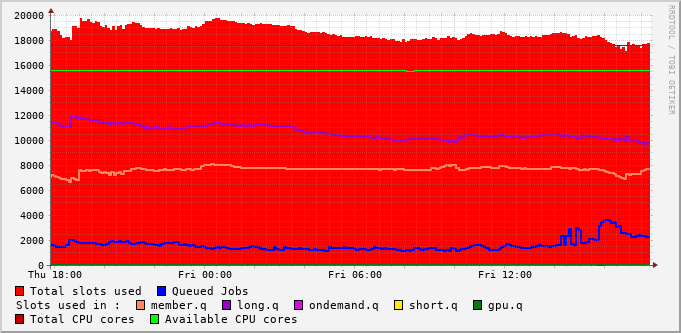 20000
18000
16000
14000
12000
10000
8000
6000
4000
2000
0
Thu 18:00 Fri 00:00 Fri 06:00 Fri 12:00
RRDTOOL / TOBI OETIKER
Total slots used Queued Jobs
Slots used in : member.q long.q ondemand.q short.q gpu.q
Total CPU cores Available CPU cores